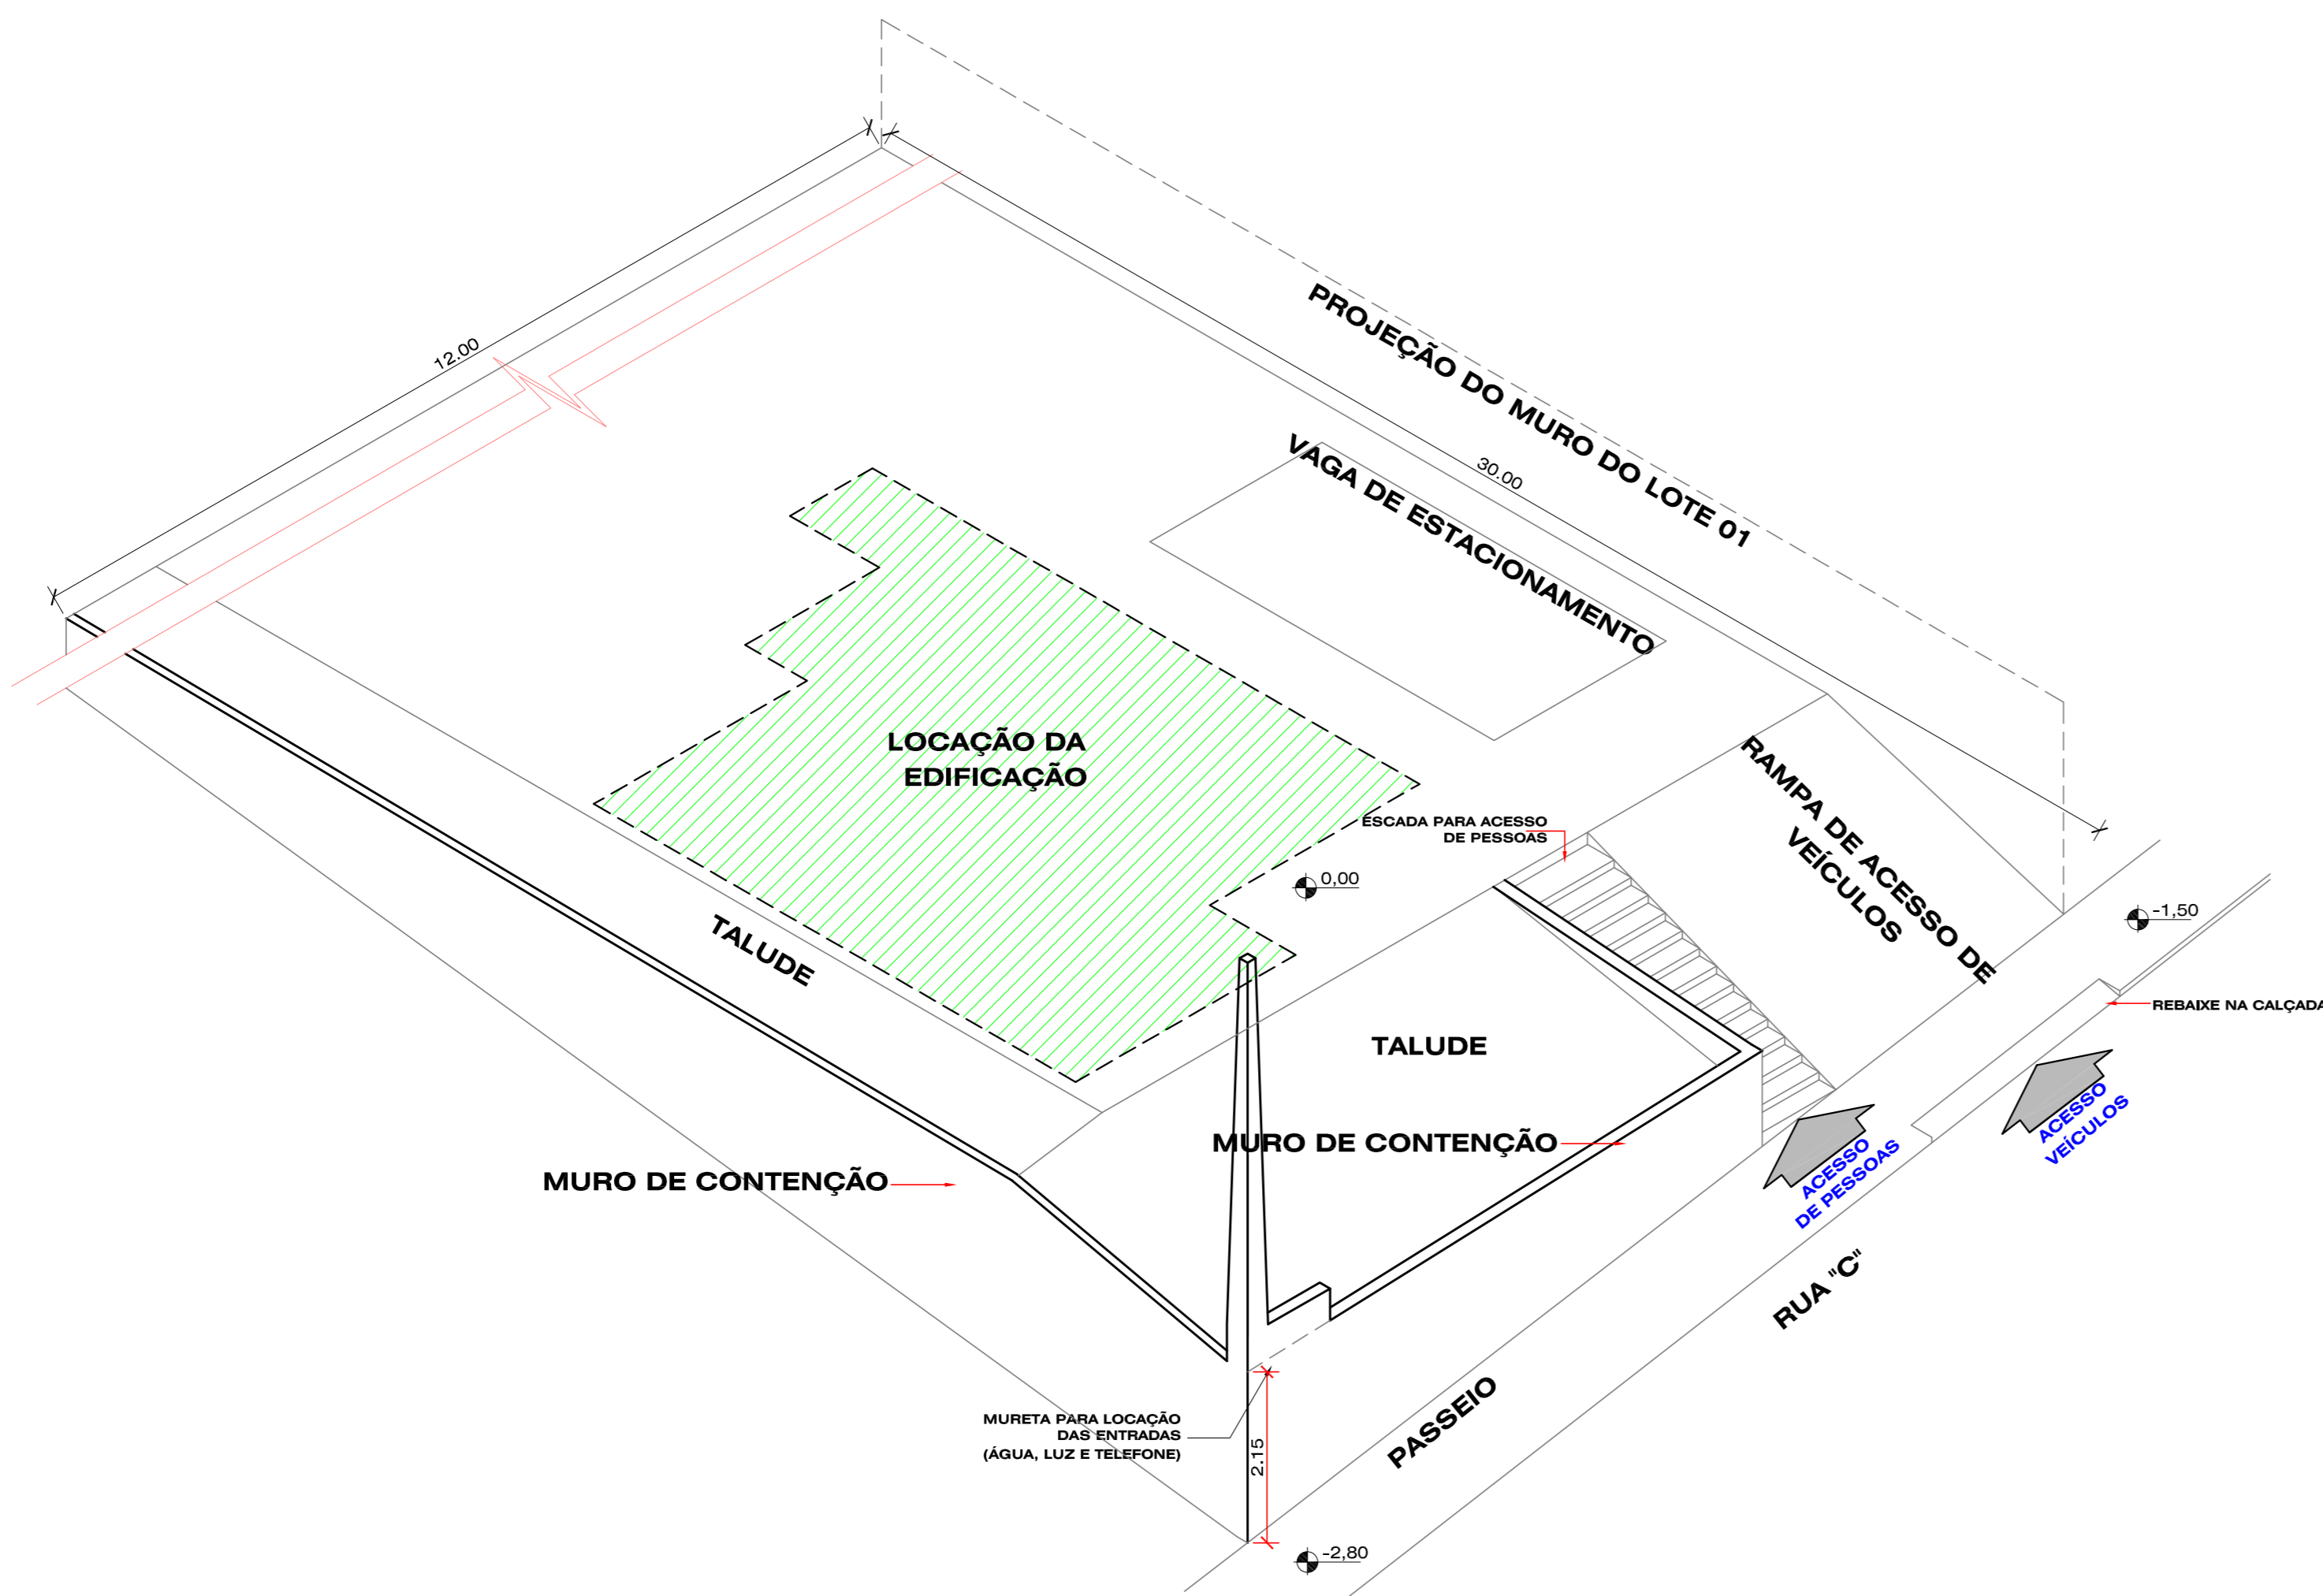 PROJEÇÃO DO MURO DO LOTE 01
12.00
30.00
VAGA DE ESTACIONAMENTO
LOCAÇÃO DA
EDIFICAÇÃO
RAMPA DE ACESSO DE
VEÍCULOS
ESCADA PARA ACESSO
DE PESSOAS
0,00
-1,50
TALUDE
REBAIXE NA CALÇADA
TALUDE
ACESSO
VEÍCULOS
MURO DE CONTENÇÃO
ACESSO
DE PESSOAS
MURO DE CONTENÇÃO
RUA "C"
PASSEIO
MURETA PARA LOCAÇÃO
DAS ENTRADAS
(ÁGUA, LUZ E TELEFONE)
2.15
-2,80